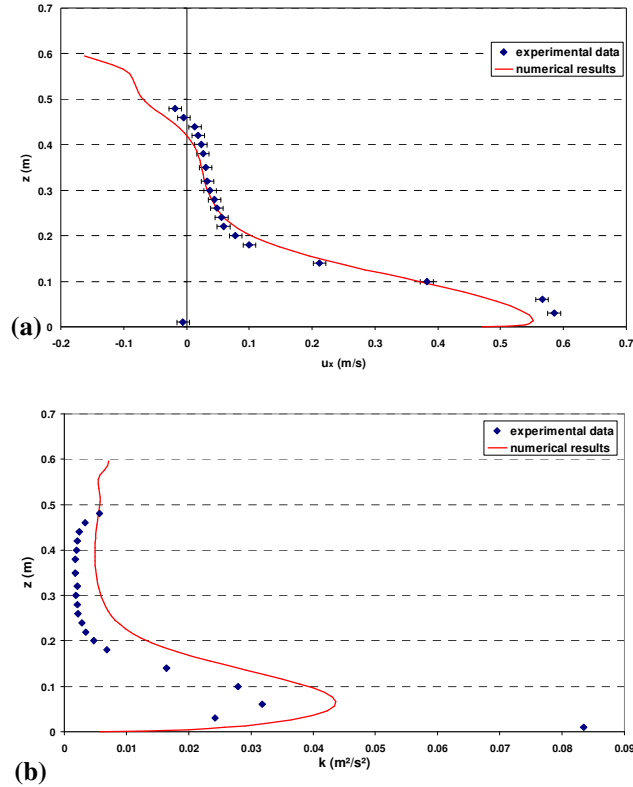 0.7
experimental data
numerical results
0.6
0.5
0.4
z (m)
0.3
0.2
0.1
(a)
0
-0.2 -0.1 0 0.1 0.2 0.3 0.4 0.5 0.6 0.7
ux (m/s)
0.7
experimental data
numerical results
0.6
0.5
0.4
z (m)
0.3
0.2
0.1
0
0 0.01 0.02 0.03 0.04 0.05 0.06 0.07 0.08 0.09
k (m²/s²)
(b)